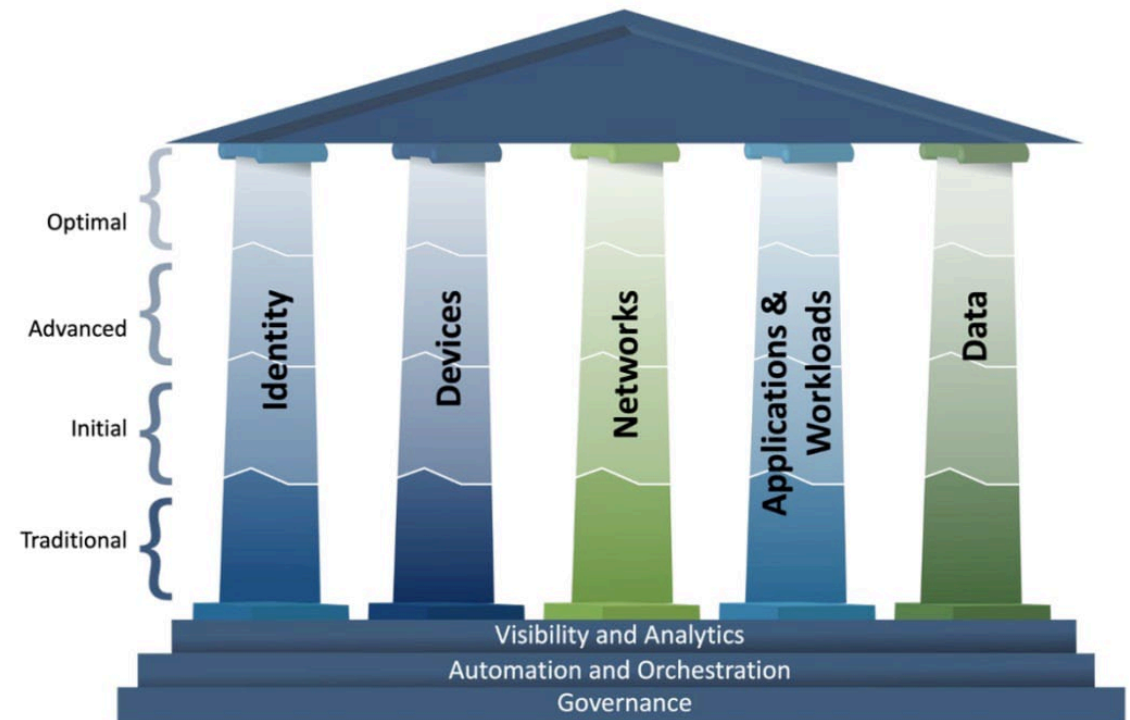 Optimal
Advanced
Initial
Traditional
Identity
Devices
Networks
Applications &
Workloads
Data
Visibility and Analytics
Automation and Orchestration
Governance